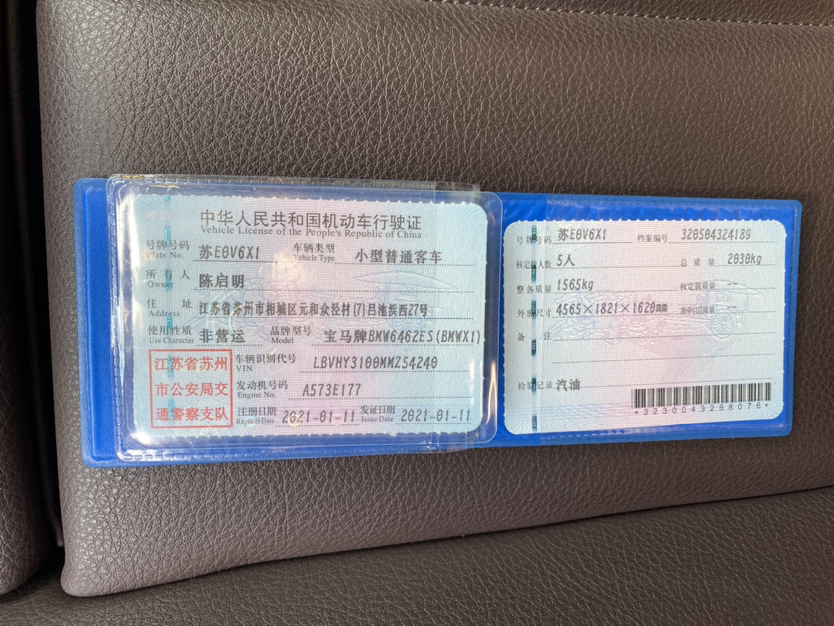 中华人民共和国机动车行驶证
Vehicle License of the People's Republic of China
号牌号码 Plate No. 苏E0V6X1 车辆类型 Vehicle Type 小型普通客车
所有人 Owner 陈启明
住址 Address 江苏省苏州市相城区元和众泾村(7)吕池浜西27号
使用性质 Use Character 非营运 品牌型号 Model 宝马牌BMW6462ES(BMWX1)
江苏省苏州
市公安局交
通警察支队
车辆识别代号 VIN LBVHY3100MMZ54240
发动机号码 Engine No. A573E177
注册日期 Register Date 2021-01-11 发证日期 Issue Date 2021-01-11
号牌号码 苏E0V6X1 档案编号 320504324189
核定载人数 5人 总质量 2030kg
整备质量 1565kg 核定载质量 --
外廓尺寸 4565×1821×1620mm 准牵引总质量 --
备注
检验记录 汽油
*3230043268076*